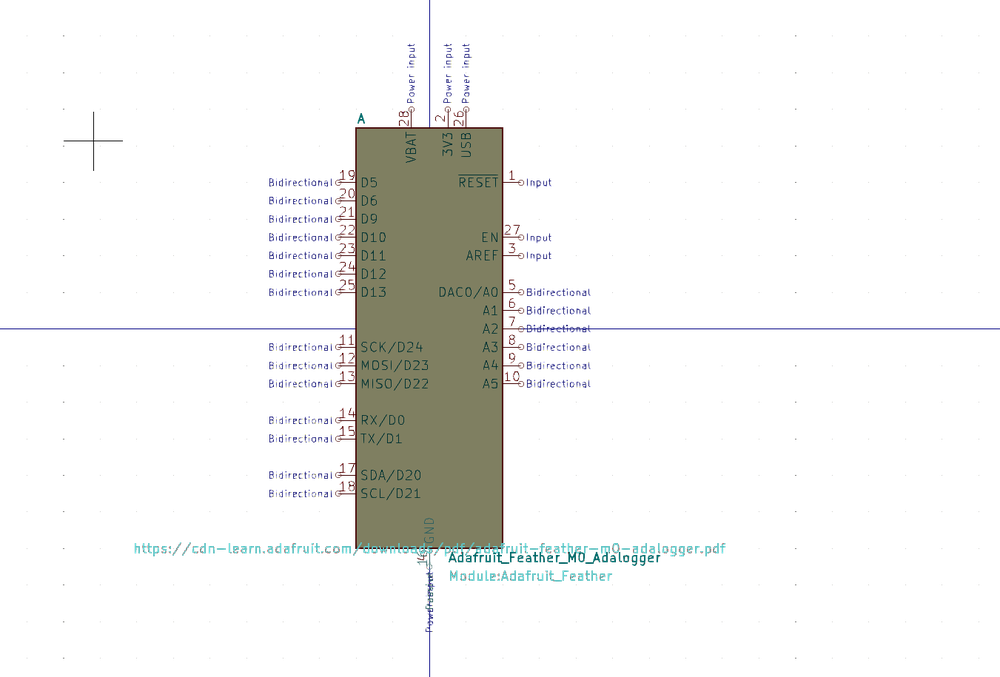 Power input Power input Power input
A 28 2 26
VBAT 3V3 USB
Bidirectional 19 D5 RESET 1 Input
Bidirectional 20 D6
Bidirectional 21 D9
Bidirectional 22 D10 EN 27 Input
Bidirectional 23 D11 AREF 3 Input
Bidirectional 24 D12
Bidirectional 25 D13 DAC0/A0 5 Bidirectional
A1 6 Bidirectional
A2 7 Bidirectional
Bidirectional 11 SCK/D24 A3 8 Bidirectional
Bidirectional 12 MOSI/D23 A4 9 Bidirectional
Bidirectional 13 MISO/D22 A5 10 Bidirectional
Bidirectional 14 RX/D0
Bidirectional 15 TX/D1
Bidirectional 17 SDA/D20
Bidirectional 18 SCL/D21
GND
https://cdn-learn.adafruit.com/downloads/pdf/adafruit-feather-m0-adalogger.pdf
Adafruit_Feather_M0_Adalogger
Module:Adafruit_Feather